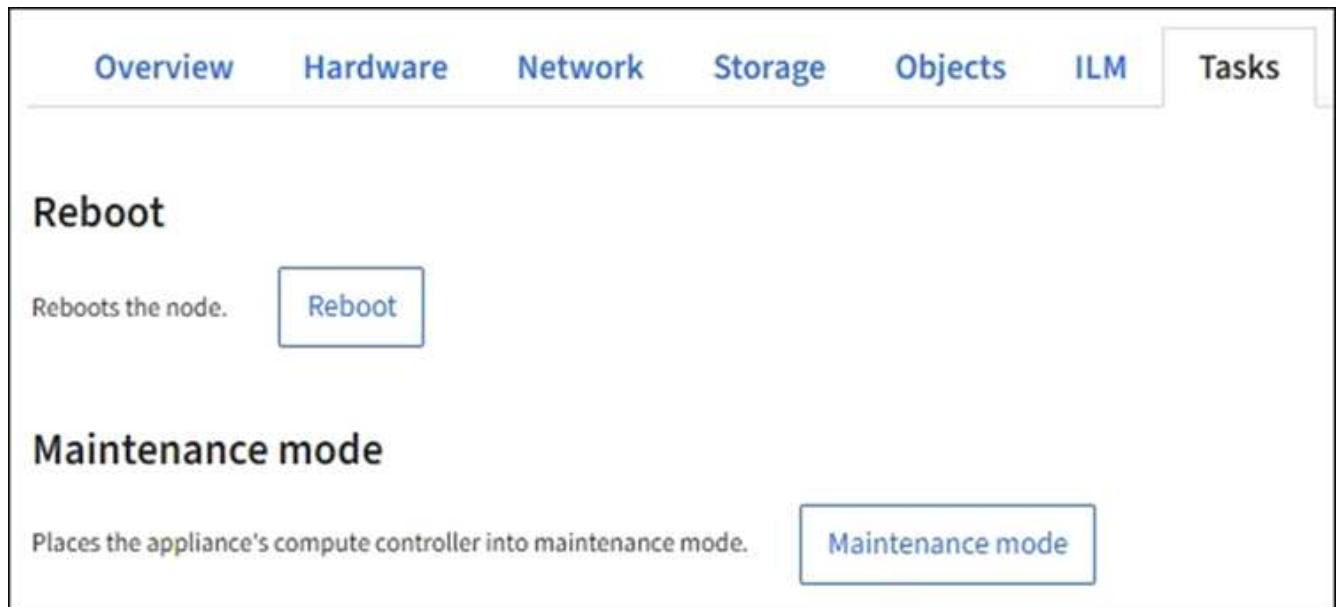 Overview Hardware Network Storage Objects ILM Tasks
Reboot
Reboots the node. Reboot
Maintenance mode
Places the appliance's compute controller into maintenance mode. Maintenance mode